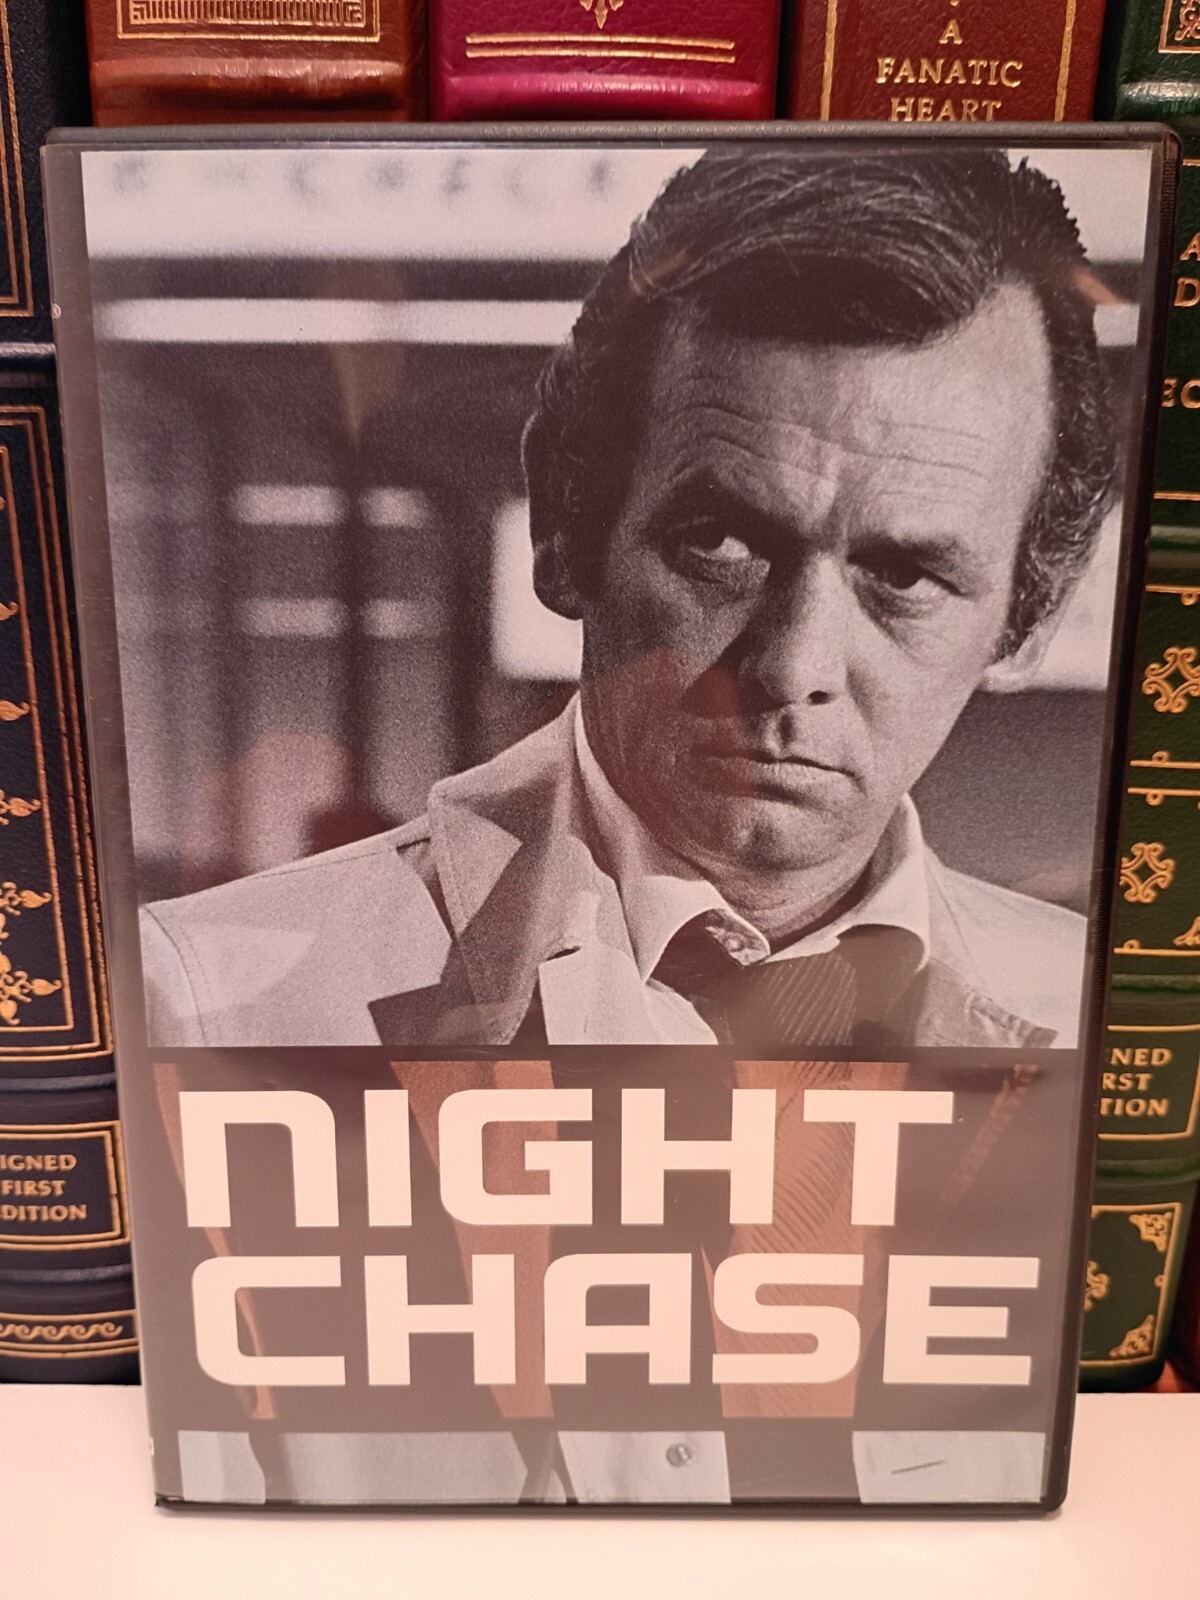 A
FANATIC
HEART
NIGHT
CHASE
IGNED
FIRST
DITION
NED
RST
TION